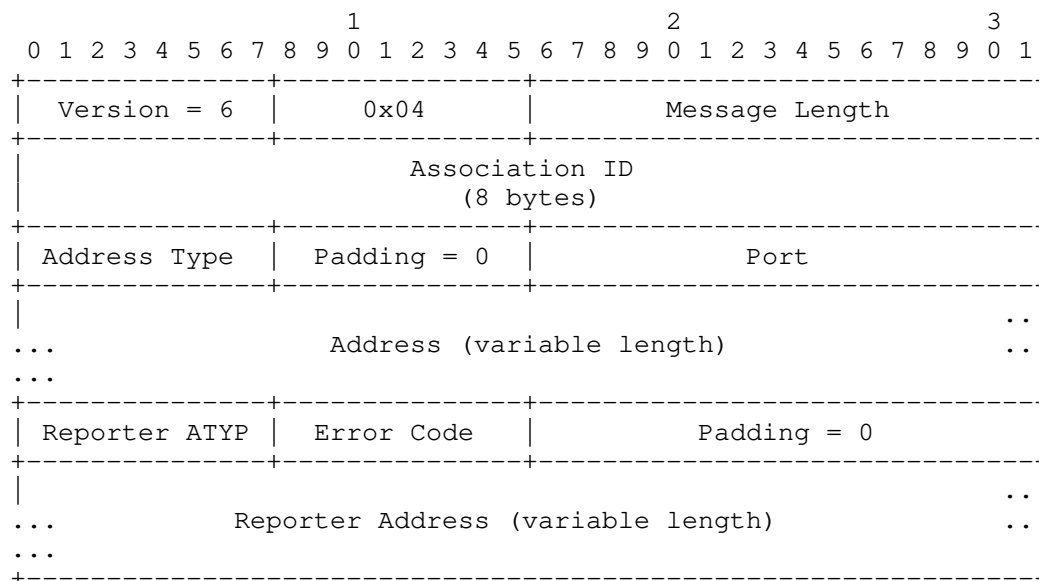 1                   2                   3
 0 1 2 3 4 5 6 7 8 9 0 1 2 3 4 5 6 7 8 9 0 1 2 3 4 5 6 7 8 9 0 1
+---------------+---------------+-------------------------------
|  Version = 6  |     0x04      |        Message Length
+---------------+---------------+-------------------------------
|                        Association ID
|                           (8 bytes)
+---------------+---------------+-------------------------------
| Address Type  |  Padding = 0  |             Port
+---------------+---------------+-------------------------------
|                                                             ..
...                 Address (variable length)                 ..
...
+---------------+---------------+-------------------------------
| Reporter ATYP |  Error Code   |          Padding = 0
+---------------+---------------+-------------------------------
|                                                             ..
...           Reporter Address (variable length)              ..
...
+---------------+---------------+-------------------------------